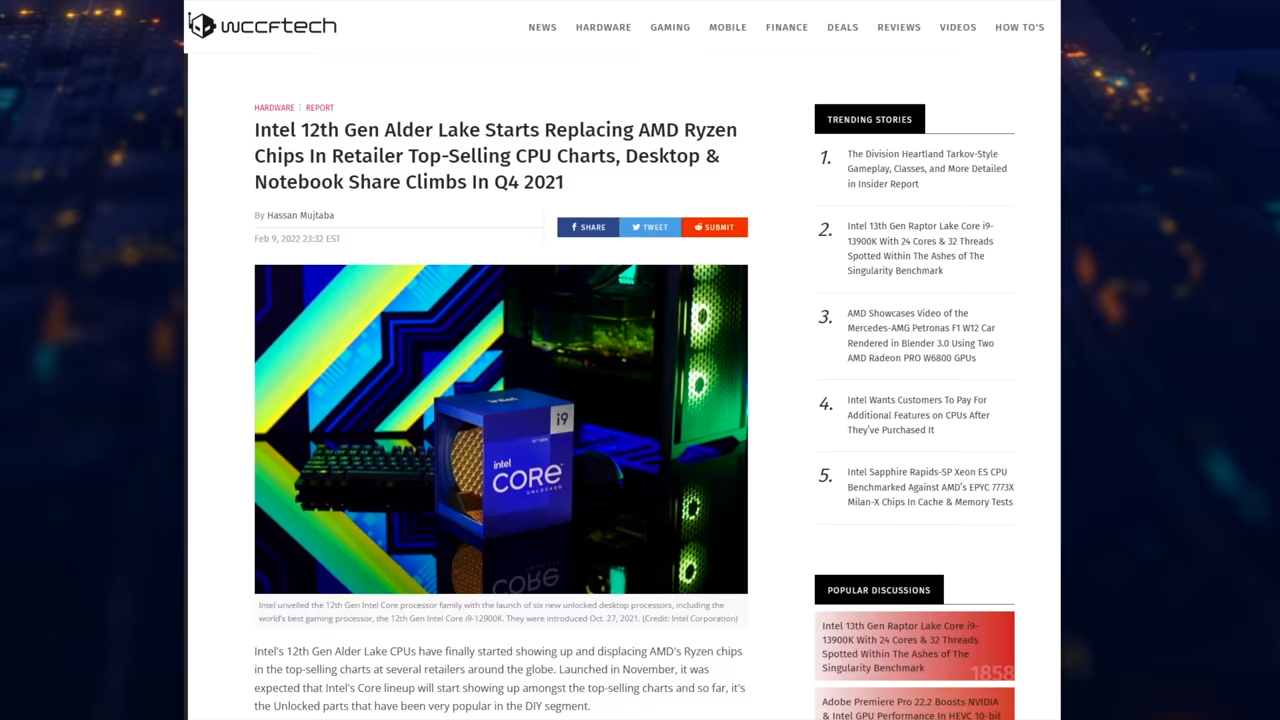 wccftech
NEWS HARDWARE GAMING MOBILE FINANCE DEALS REVIEWS VIDEOS HOW TO'S
HARDWARE ⋮ REPORT
Intel 12th Gen Alder Lake Starts Replacing AMD Ryzen
Chips In Retailer Top-Selling CPU Charts, Desktop &
Notebook Share Climbs In Q4 2021
By Hassan Mujtaba
Feb 9, 2022 23:32 EST
SHARE TWEET SUBMIT
intel
i9
12TH GEN
intel
CORE
UNLOCKED
CORE
Intel unveiled the 12th Gen Intel Core processor family with the launch of six new unlocked desktop processors, including the
world's best gaming processor, the 12th Gen Intel Core i9-12900K. They were introduced Oct. 27, 2021. (Credit: Intel Corporation)
Intel's 12th Gen Alder Lake CPUs have finally started showing up and displacing AMD's Ryzen chips
in the top-selling charts at several retailers around the globe. Launched in November, it was
expected that Intel's Core lineup will start showing up amongst the top-selling charts and so far, it's
the Unlocked parts that have been very popular in the DIY segment.
TRENDING STORIES
1. The Division Heartland Tarkov-Style
Gameplay, Classes, and More Detailed
in Insider Report
2. Intel 13th Gen Raptor Lake Core i9-
13900K With 24 Cores & 32 Threads
Spotted Within The Ashes of The
Singularity Benchmark
3. AMD Showcases Video of the
Mercedes-AMG Petronas F1 W12 Car
Rendered in Blender 3.0 Using Two
AMD Radeon PRO W6800 GPUs
4. Intel Wants Customers To Pay For
Additional Features on CPUs After
They've Purchased It
5. Intel Sapphire Rapids-SP Xeon ES CPU
Benchmarked Against AMD's EPYC 7773X
Milan-X Chips In Cache & Memory Tests
POPULAR DISCUSSIONS
Intel 13th Gen Raptor Lake Core i9-
13900K With 24 Cores & 32 Threads
Spotted Within The Ashes of The
Singularity Benchmark
1858
Adobe Premiere Pro 22.2 Boosts NVIDIA
& Intel GPU Performance In HEVC 10-bit